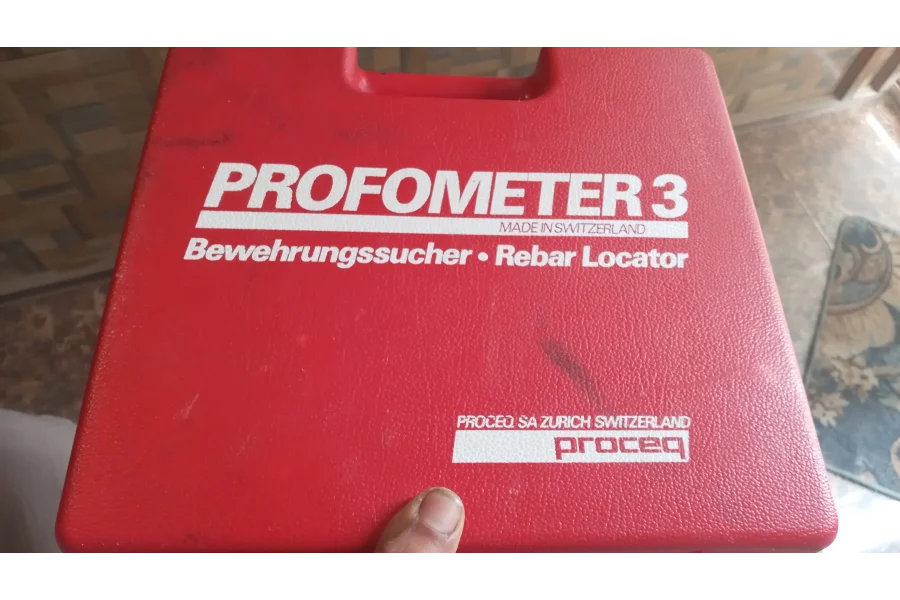 PROFOMETER 3
MADE IN SWITZERLAND
Bewehrungssucher • Rebar Locator
PROCEQ SA ZURICH SWITZERLAND
proceq